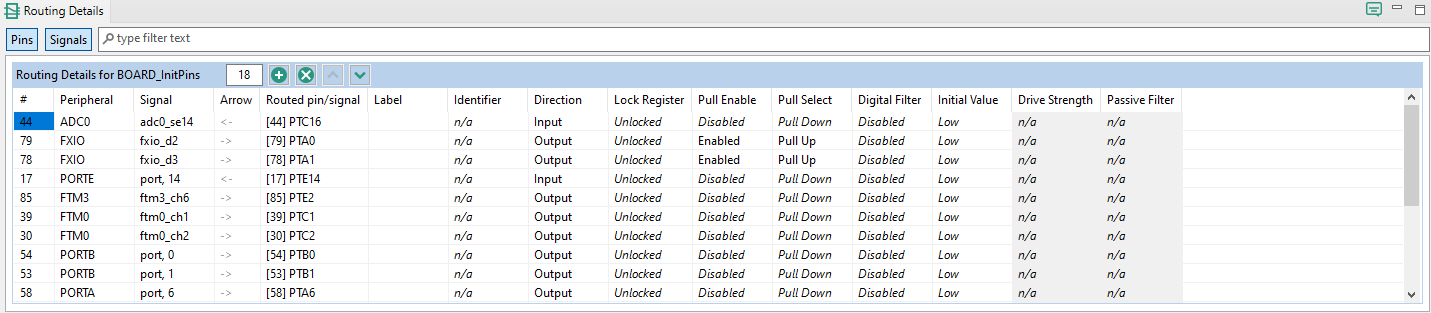 Routing Details
Pins Signals type filter text
Routing Details for BOARD_InitPins 18
# Peripheral Signal Arrow Routed pin/signal Label Identifier Direction Lock Register Pull Enable Pull Select Digital Filter Initial Value Drive Strength Passive Filter
44 ADC0 adc0_se14 <- [44] PTC16 n/a Input Unlocked Disabled Pull Down Disabled Low n/a n/a
79 FXIO fxio_d2 -> [79] PTA0 n/a Output Unlocked Enabled Pull Up Disabled Low n/a n/a
78 FXIO fxio_d3 -> [78] PTA1 n/a Output Unlocked Enabled Pull Up Disabled Low n/a n/a
17 PORTE port, 14 <- [17] PTE14 n/a Input Unlocked Disabled Pull Down Disabled Low n/a n/a
85 FTM3 ftm3_ch6 -> [85] PTE2 n/a Output Unlocked Disabled Pull Down Disabled Low n/a n/a
39 FTM0 ftm0_ch1 -> [39] PTC1 n/a Output Unlocked Disabled Pull Down Disabled Low n/a n/a
30 FTM0 ftm0_ch2 -> [30] PTC2 n/a Output Unlocked Disabled Pull Down Disabled Low n/a n/a
54 PORTB port, 0 -> [54] PTB0 n/a Output Unlocked Disabled Pull Down Disabled Low n/a n/a
53 PORTB port, 1 -> [53] PTB1 n/a Output Unlocked Disabled Pull Down Disabled Low n/a n/a
58 PORTA port, 6 -> [58] PTA6 n/a Output Unlocked Disabled Pull Down Disabled Low n/a n/a